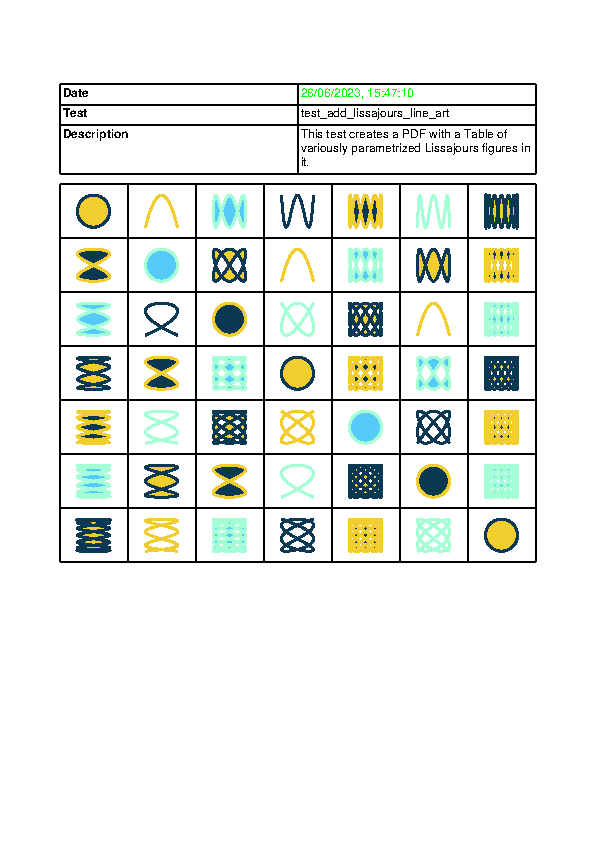 Date 26/06/2023, 15:47:10
Test test_add_lissajours_line_art
Description This test creates a PDF with a Table of
variously parametrized Lissajours figures in
it.